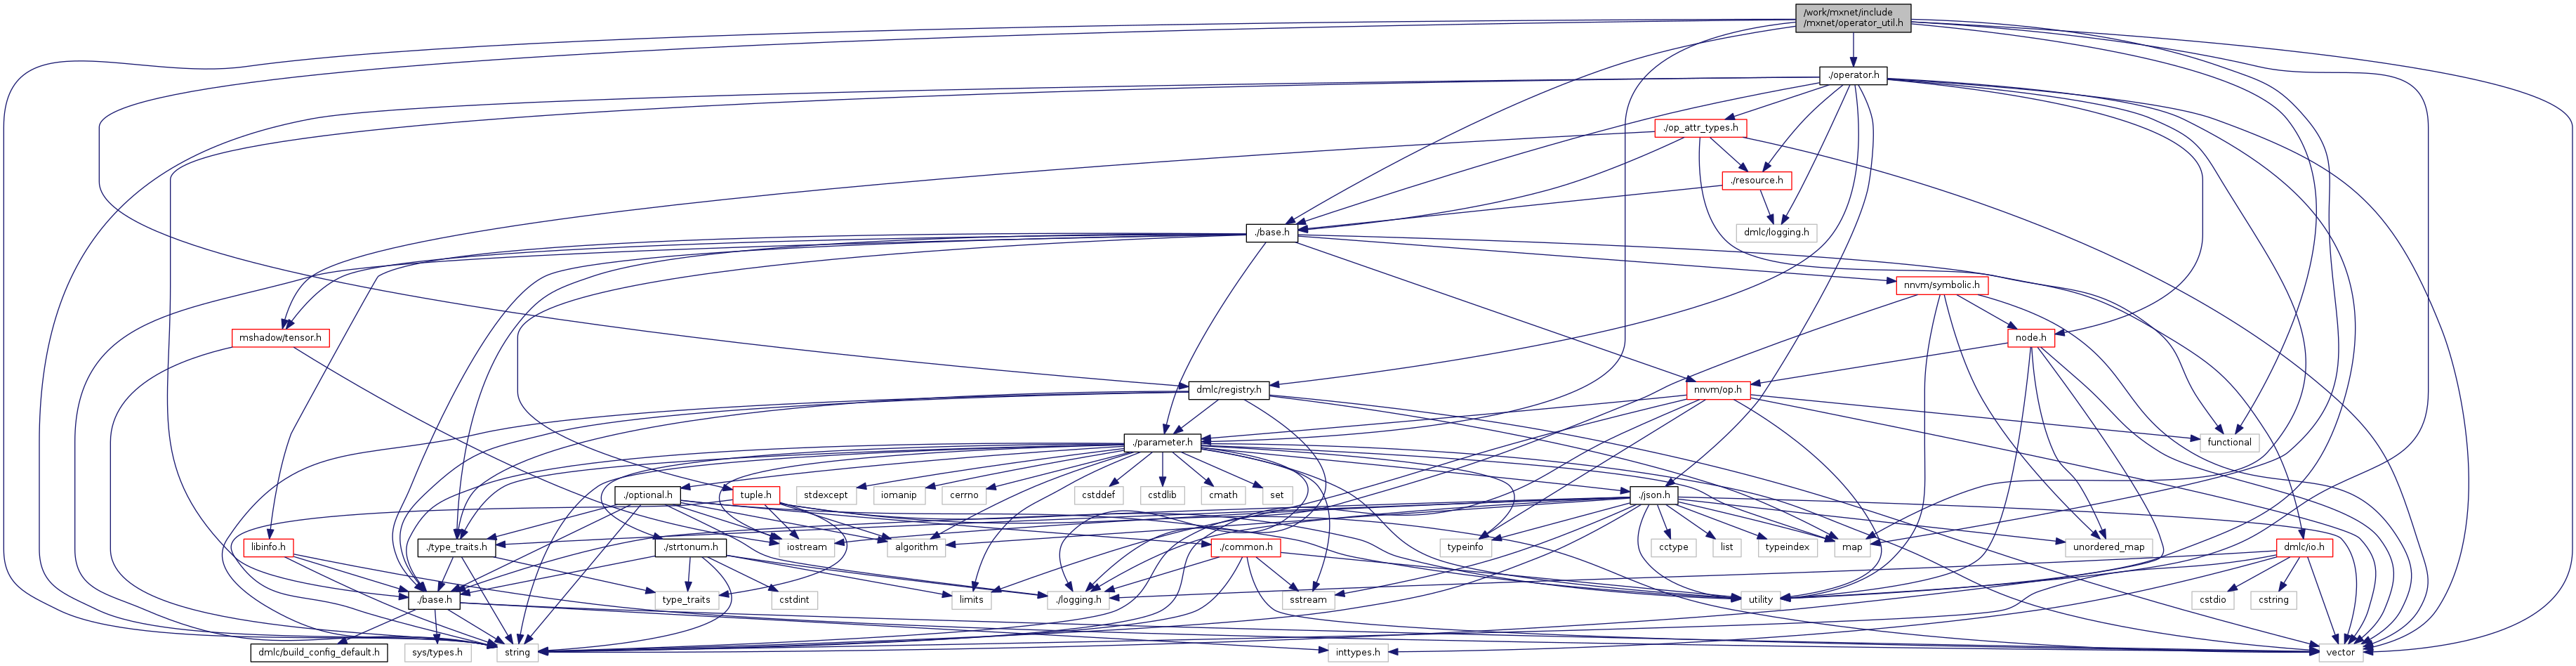 /work/mxnet/include
/mxnet/operator_util.h
./operator.h
./op_attr_types.h
./resource.h
./base.h
dmlc/logging.h
nnvm/symbolic.h
mshadow/tensor.h
node.h
dmlc/registry.h
nnvm/op.h
./parameter.h
functional
./optional.h
tuple.h
stdexcept
iomanip
cerrno
cstddef
cstdlib
cmath
set
./json.h
libinfo.h
./type_traits.h
./strtonum.h
iostream
algorithm
./common.h
typeinfo
cctype
list
typeindex
map
unordered_map
dmlc/io.h
./base.h
type_traits
cstdint
limits
./logging.h
sstream
utility
cstdio
cstring
dmlc/build_config_default.h
sys/types.h
string
inttypes.h
vector